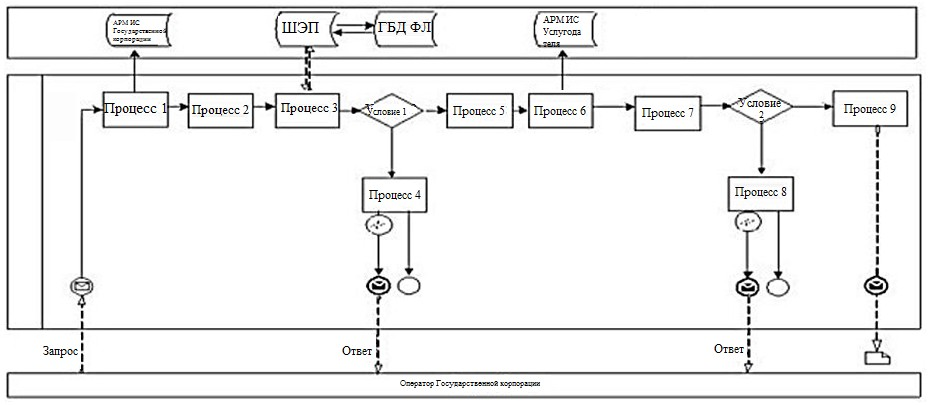 АРМ ИС
Государственной
корпорации
ШЭП
ГБД ФЛ
АРМ ИС
Услугода
теля
Процесс 1
Процесс 2
Процесс 3
Условие 1
Процесс 5
Процесс 6
Процесс 7
Условие
2
Процесс 9
Процесс 4
Процесс 8
Запрос
Ответ
Ответ
Оператор Государственной корпорации